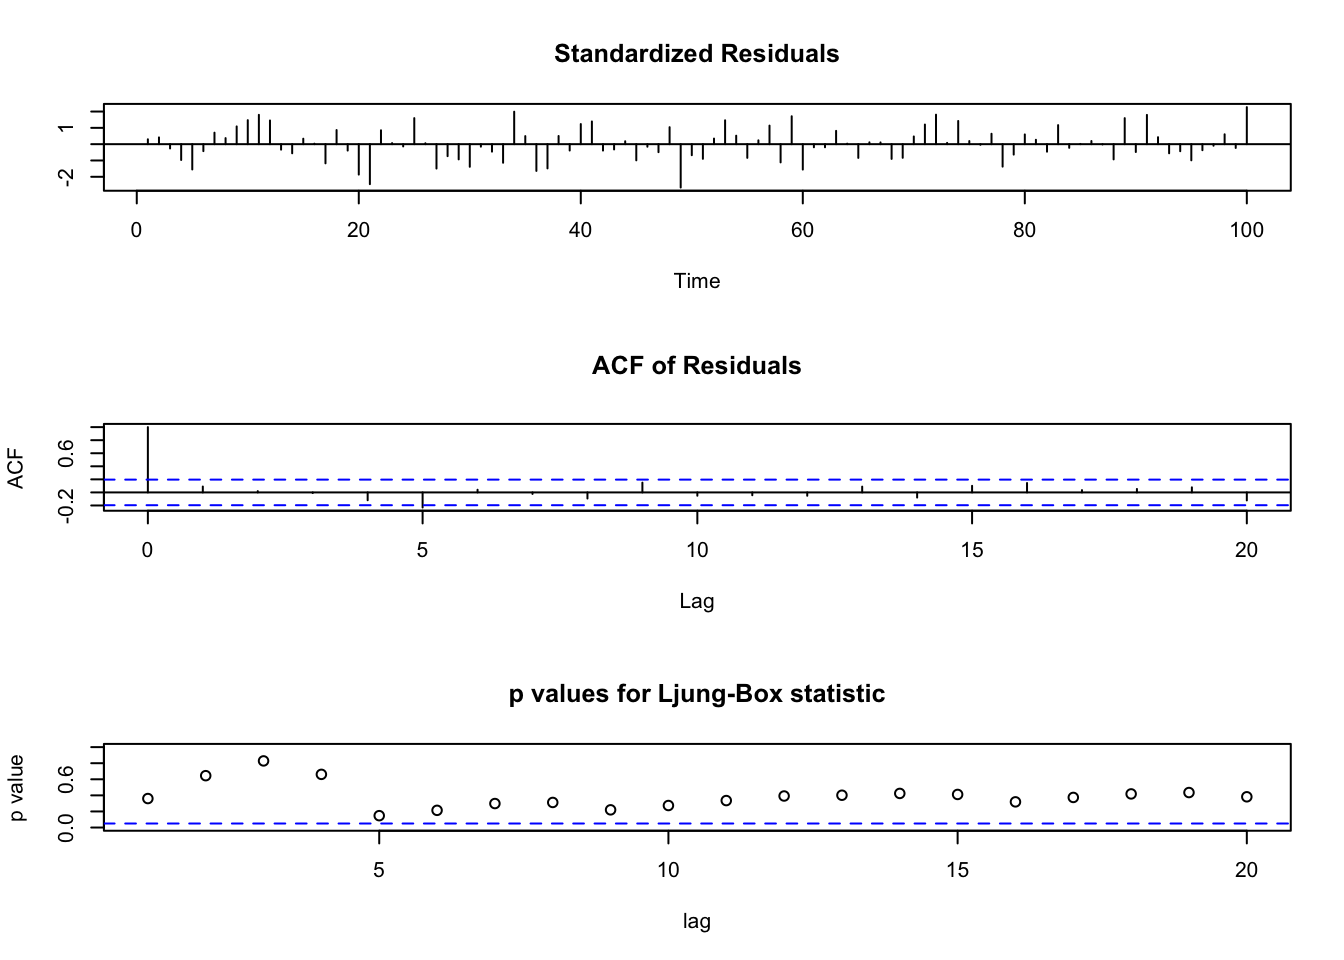 Standardized Residuals
1
-2
0 20 40 60 80 100
Time
ACF of Residuals
ACF
0.6
-0.2
0 5 10 15 20
Lag
p values for Ljung-Box statistic
p value
0.6
0.0
5 10 15 20
lag